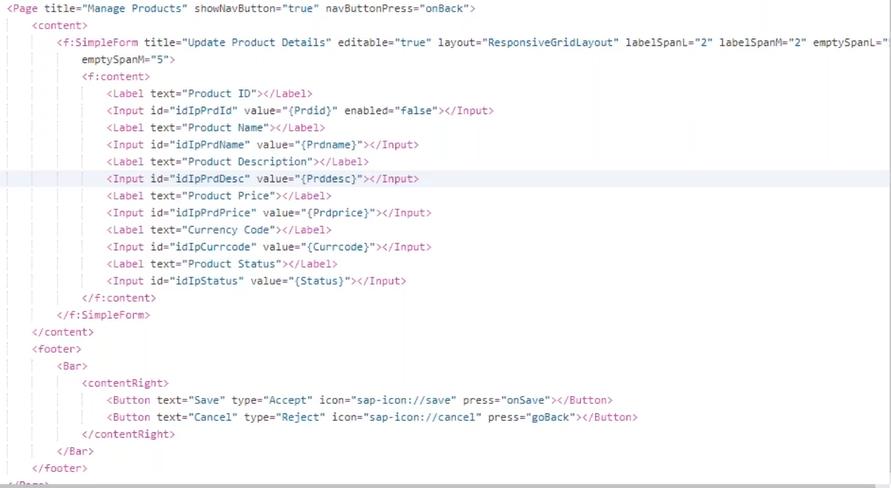 <Page title="Manage Products" showNavButton="true" navButtonPress="onBack">
<content>
<f:SimpleForm title="Update Product Details" editable="true" layout="ResponsiveGridLayout" labelSpanL="2" labelSpanM="2" emptySpanL=
emptySpanM="5">
<f:content>
<Label text="Product ID"></Label>
<Input id="idIpPrdId" value="{Prdid}" enabled="false"></Input>
<Label text="Product Name"></Label>
<Input id="idIpPrdName" value="{Prdname}"></Input>
<Label text="Product Description"></Label>
<Input id="idIpPrdDesc" value="{Prddesc}"></Input>
<Label text="Product Price"></Label>
<Input id="idIpPrdPrice" value="{Prdprice}"></Input>
<Label text="Currency Code"></Label>
<Input id="idIpCurrcode" value="{Currcode}"></Input>
<Label text="Product Status"></Label>
<Input id="idIpStatus" value="{Status}"></Input>
</f:content>
</f:SimpleForm>
</content>
<footer>
<Bar>
<contentRight>
<Button text="Save" type="Accept" icon="sap-icon://save" press="onSave"></Button>
<Button text="Cancel" type="Reject" icon="sap-icon://cancel" press="goBack"></Button>
</contentRight>
</Bar>
</footer>
</Page>